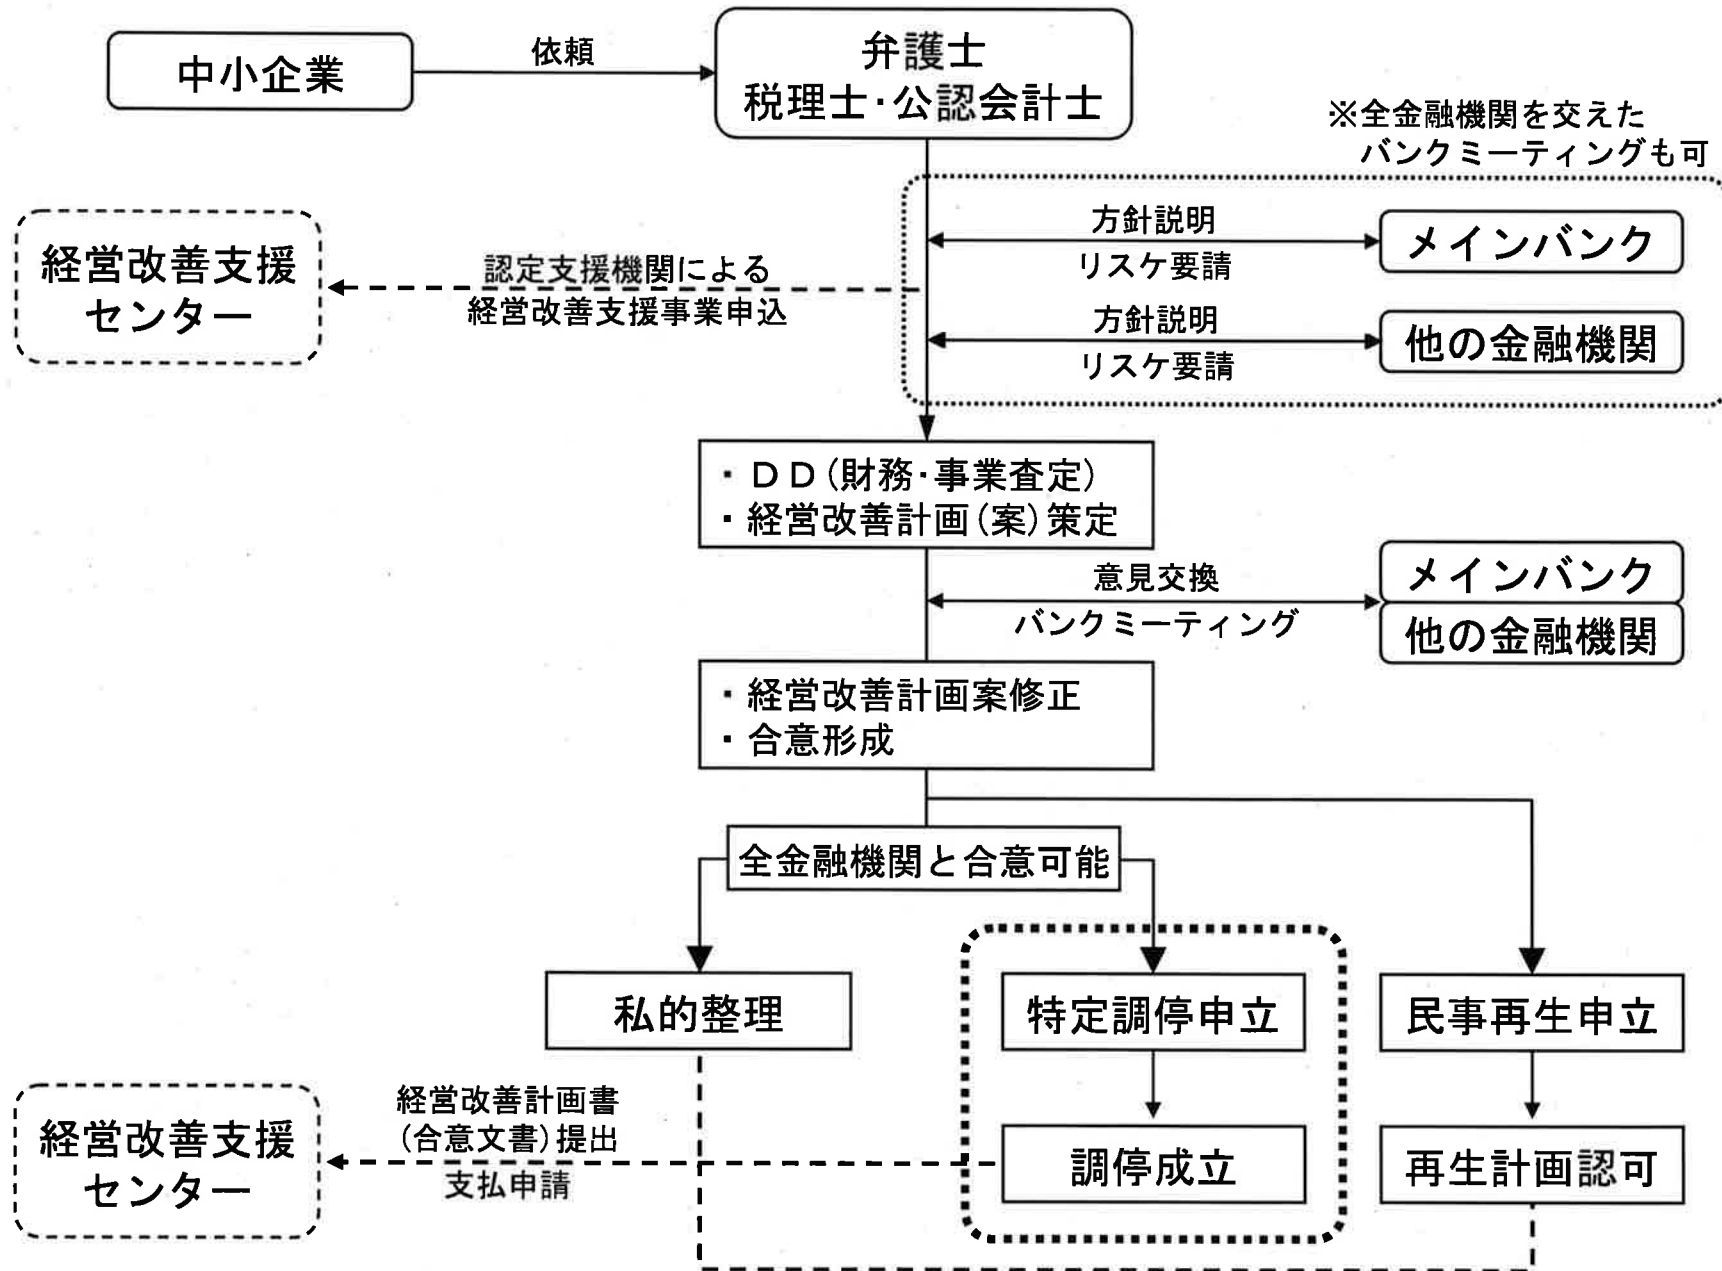 中小企業
依頼
弁護士
税理士・公認会計士
※全金融機関を交えた
バンクミーティングも可
経営改善支援
センター
認定支援機関による
経営改善支援事業申込
方針説明
リスケ要請
メインバンク
方針説明
リスケ要請
他の金融機関
・ＤＤ(財務・事業査定)
・経営改善計画(案)策定
意見交換
バンクミーティング
メインバンク
他の金融機関
・経営改善計画案修正
・合意形成
全金融機関と合意可能
私的整理
特定調停申立
民事再生申立
経営改善支援
センター
経営改善計画書
(合意文書)提出
支払申請
調停成立
再生計画認可